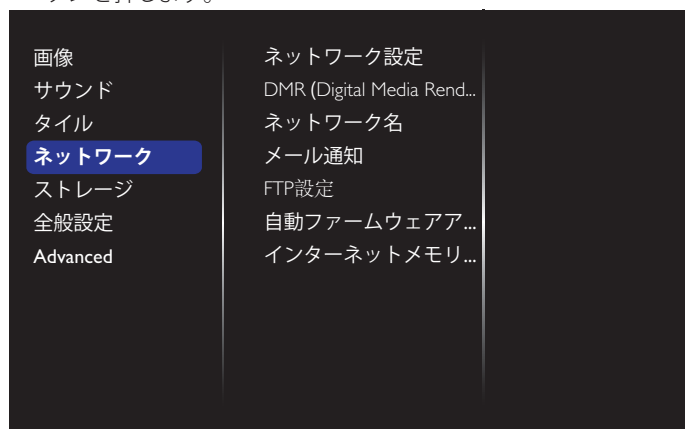 画像
サウンド
タイル
ネットワーク
ストレージ
全般設定
Advanced
ネットワーク設定
DMR (Digital Media Rend...
ネットワーク名
メール通知
FTP設定
自動ファームウェアア...
インターネットメモリ...